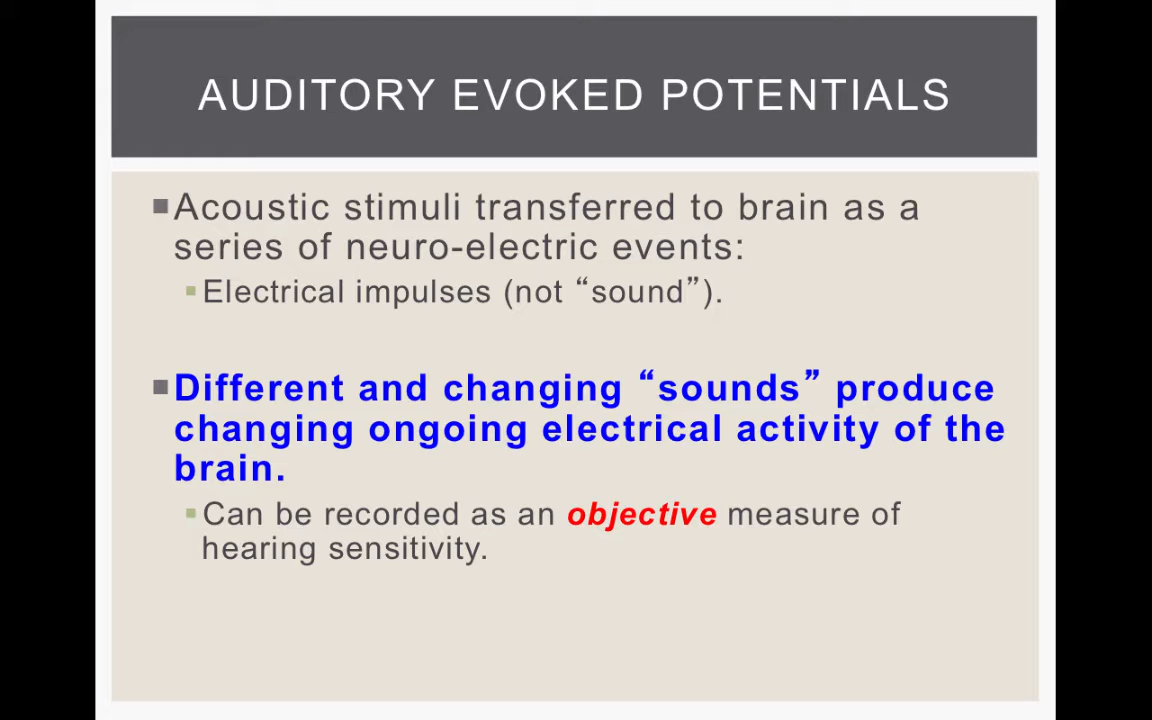 AUDITORY EVOKED POTENTIALS
▪Acoustic stimuli transferred to brain as a
series of neuro-electric events:
▪Electrical impulses (not “sound”).
▪Different and changing “sounds” produce
changing ongoing electrical activity of the
brain.
▪Can be recorded as an objective measure of
hearing sensitivity.